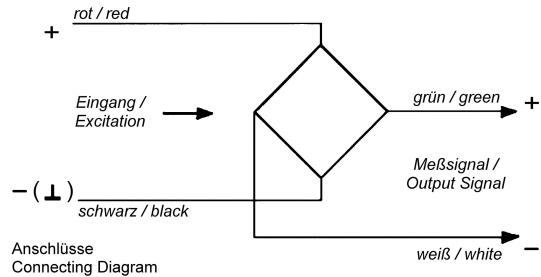 rot / red
+
Eingang /
Excitation
grün / green
+
Meßsignal /
Output Signal
− (⊥)
schwarz / black
weiß / white
−
Anschlüsse
Connecting Diagram